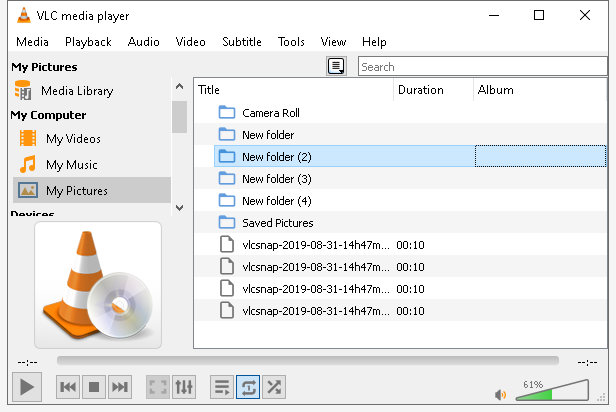 VLC media player
Media Playback Audio Video Subtitle Tools View Help
My Pictures
Search
Media Library
My Computer
My Videos
My Music
My Pictures
Devices
Title Duration Album
Camera Roll
New folder
New folder (2)
New folder (3)
New folder (4)
Saved Pictures
vlcsnap-2019-08-31-14h47m... 00:10
vlcsnap-2019-08-31-14h47m... 00:10
vlcsnap-2019-08-31-14h47m... 00:10
vlcsnap-2019-08-31-14h47m... 00:10
--:-- --:--
61%